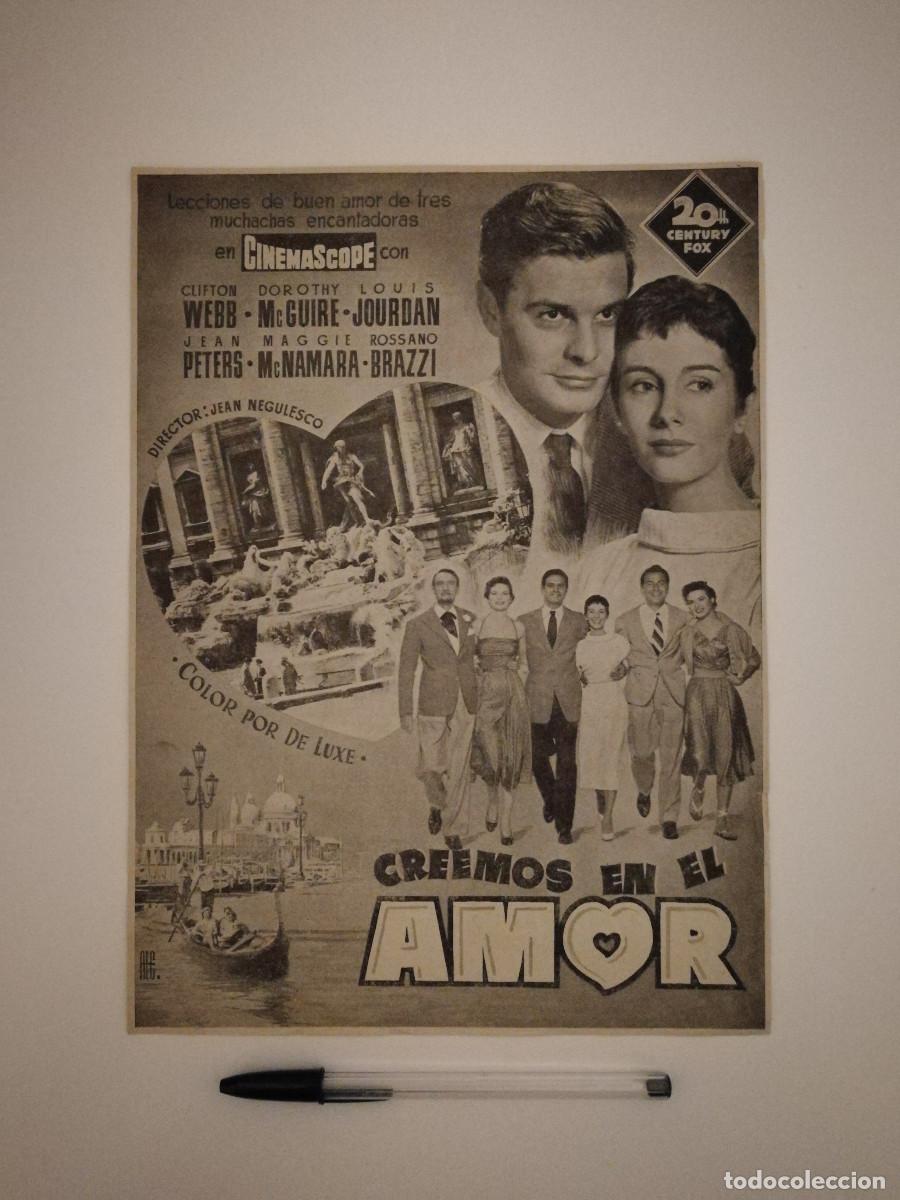 Lecciones de buen amor de tres
muchachas encantadoras
en CINEMASCOPE con
CLIFTON DOROTHY LOUIS
WEBB • McGUIRE • JOURDAN
JEAN MAGGIE ROSSANO
PETERS • McNAMARA • BRAZZI
20th
CENTURY
FOX
DIRECTOR: JEAN NEGULESCO
• COLOR POR DE LUXE •
CREEMOS EN EL
AMOR
todocoleccion